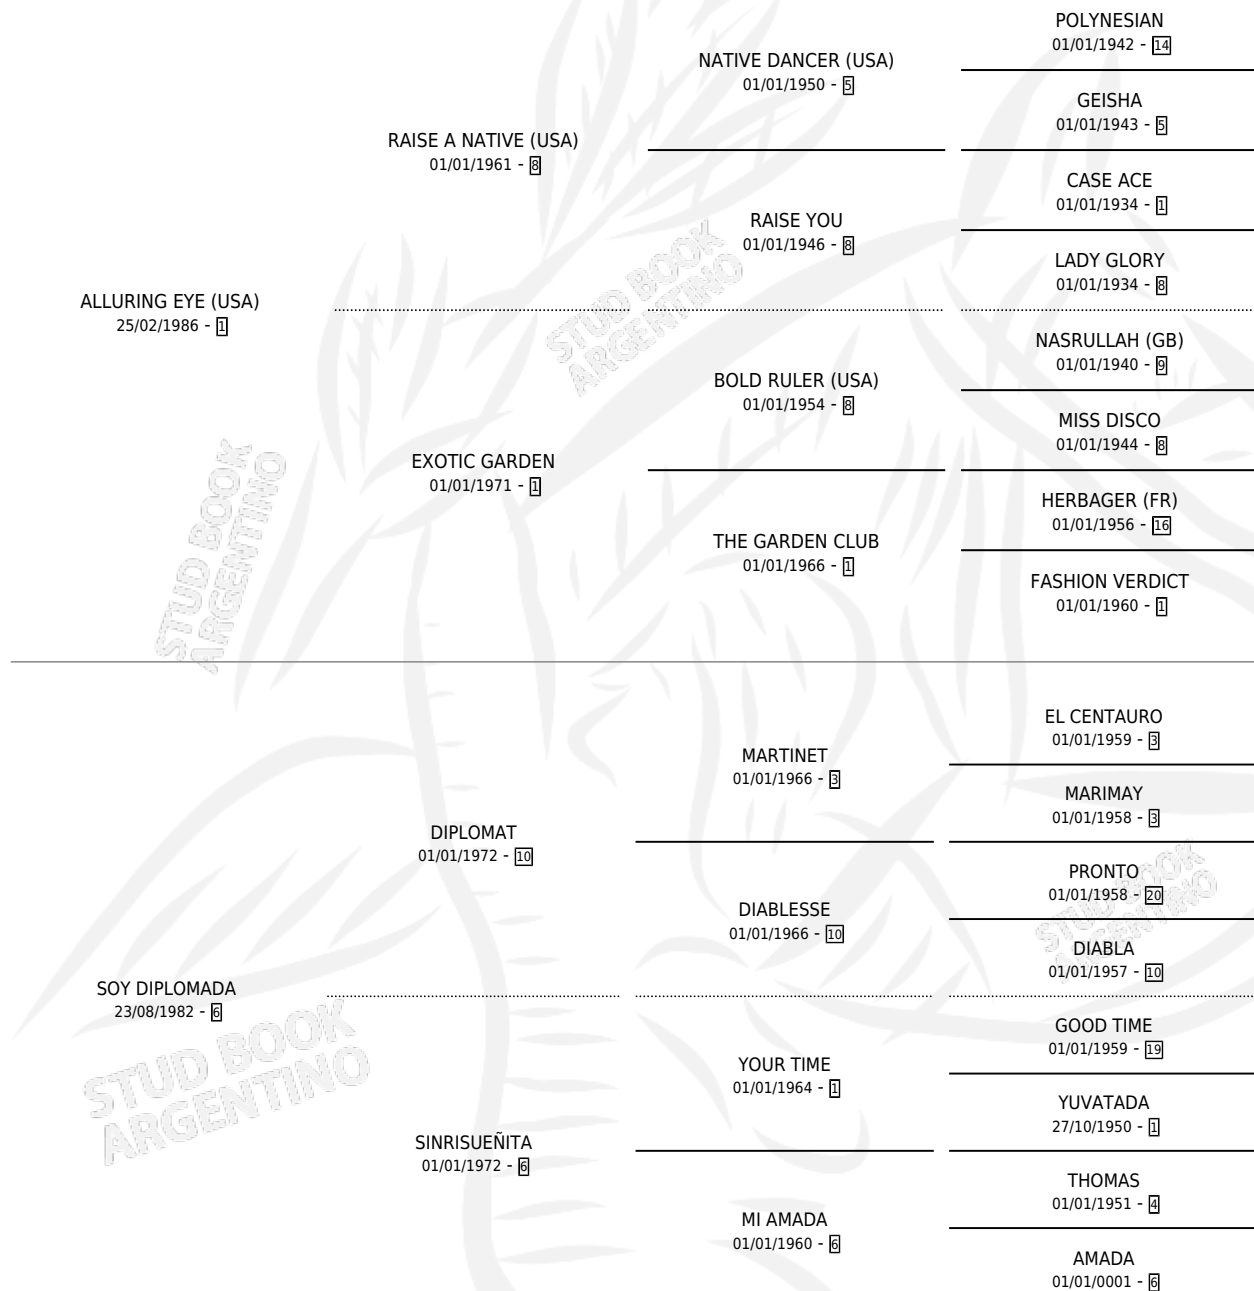 POLYNESIAN
01/01/1942 - 14
NATIVE DANCER (USA)
01/01/1950 - 5
GEISHA
01/01/1943 - 5
RAISE A NATIVE (USA)
01/01/1961 - 8
CASE ACE
01/01/1934 - 1
RAISE YOU
01/01/1946 - 8
LADY GLORY
01/01/1934 - 8
ALLURING EYE (USA)
25/02/1986 - 1
STUD BOOK
ARGENTINO
NASRULLAH (GB)
01/01/1940 - 9
BOLD RULER (USA)
01/01/1954 - 8
MISS DISCO
01/01/1944 - 8
EXOTIC GARDEN
01/01/1971 - 1
HERBAGER (FR)
01/01/1956 - 16
THE GARDEN CLUB
01/01/1966 - 1
FASHION VERDICT
01/01/1960 - 1
STUD BOOK
ARGENTINO
EL CENTAURO
01/01/1959 - 3
MARTINET
01/01/1966 - 3
MARIMAY
01/01/1958 - 3
DIPLOMAT
01/01/1972 - 10
PRONTO
01/01/1958 - 20
DIABLESSE
01/01/1966 - 10
DIABLA
01/01/1957 - 10
STUD BOOK
ARGENTINO
SOY DIPLOMADA
23/08/1982 - 6
GOOD TIME
01/01/1959 - 19
YOUR TIME
01/01/1964 - 1
YUVATADA
27/10/1950 - 1
STUD BOOK
ARGENTINO
SINRISUEÑITA
01/01/1972 - 6
THOMAS
01/01/1951 - 4
MI AMADA
01/01/1960 - 6
AMADA
01/01/0001 - 6